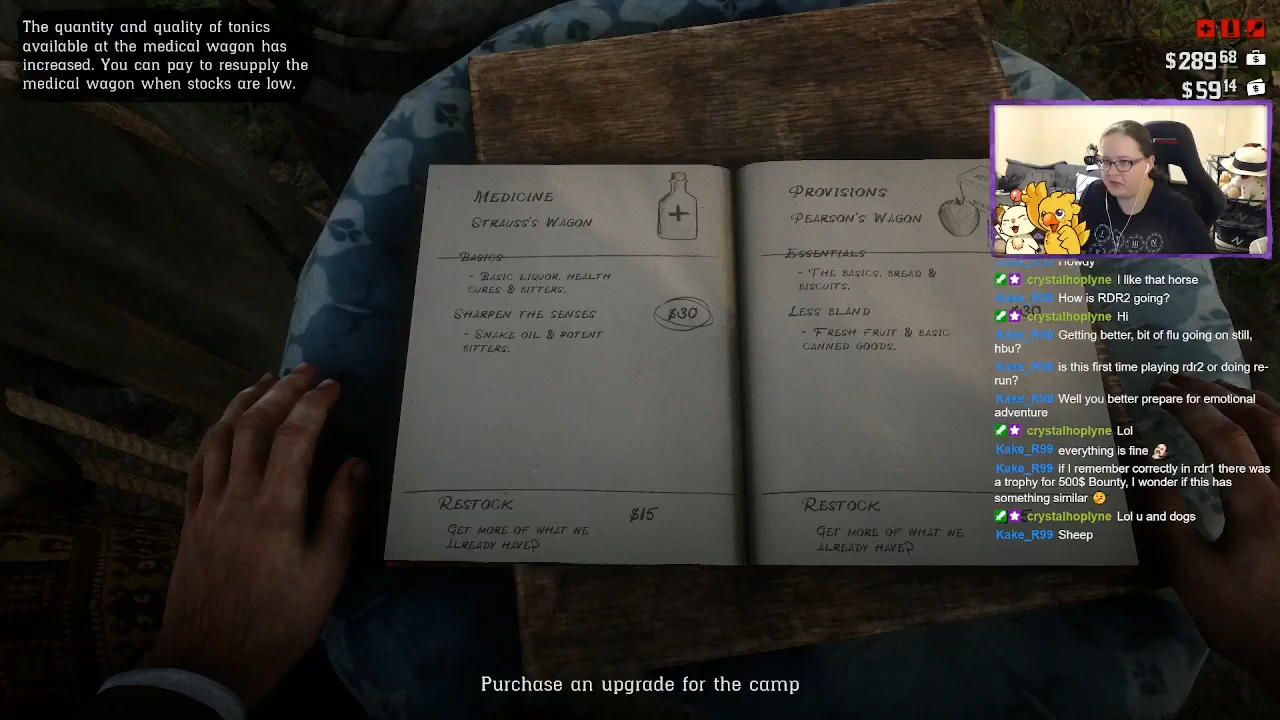 The quantity and quality of tonics
available at the medical wagon has
increased. You can pay to resupply the
medical wagon when stocks are low.
$289 68
$59 14
MEDICINE
STRAUSS'S WAGON
BASICS
- BASIC LIQUOR, HEALTH
CURES & BITTERS.
SHARPEN THE SENSES $30
- SNAKE OIL & POTENT
BITTERS.
RESTOCK
$15
GET MORE OF WHAT WE
ALREADY HAVE?
PROVISIONS
PEARSON'S WAGON
ESSENTIALS
- THE BASICS. BREAD &
BISCUITS.
LESS BLAND $30
- FRESH FRUIT & BASIC
CANNED GOODS.
RESTOCK
GET MORE OF WHAT WE
ALREADY HAVE?
Howdy
crystalhoplyne I like that horse
Kake_R99 How is RDR2 going?
crystalhoplyne Hi
Kake_R99 Getting better, bit of flu going on still,
hbu?
Kake_R99 is this first time playing rdr2 or doing re-
run?
Kake_R99 Well you better prepare for emotional
adventure
crystalhoplyne Lol
Kake_R99 everything is fine
Kake_R99 if I remember correctly in rdr1 there was
a trophy for 500$ Bounty, I wonder if this has
something similar
crystalhoplyne Lol u and dogs
Kake_R99 Sheep
Purchase an upgrade for the camp